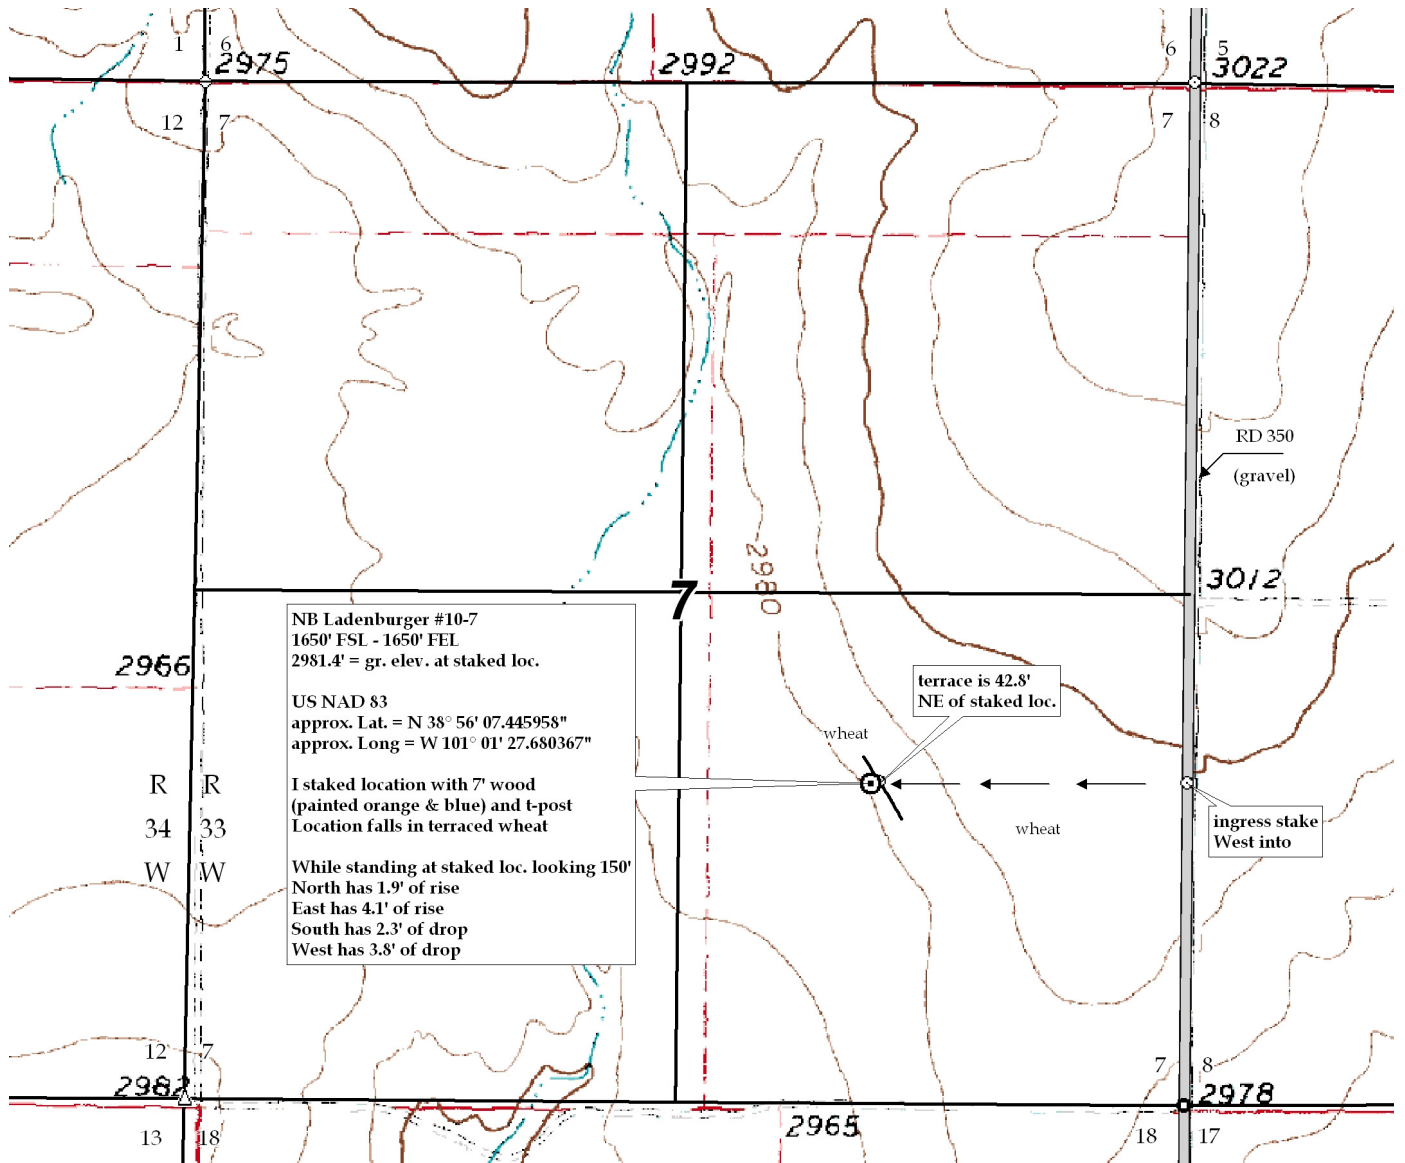 1 6
6 5
2975
2992
3022
12 7
7 8
RD 350
(gravel)
2980
3012
7
NB Ladenburger #10-7
1650' FSL - 1650' FEL
2981.4' = gr. elev. at staked loc.
US NAD 83
approx. Lat. = N 38° 56' 07.445958"
approx. Long = W 101° 01' 27.680367"
I staked location with 7' wood
(painted orange & blue) and t-post
Location falls in terraced wheat
While standing at staked loc. looking 150'
North has 1.9' of rise
East has 4.1' of rise
South has 2.3' of drop
West has 3.8' of drop
2966
terrace is 42.8'
NE of staked loc.
wheat
R R
34 33
W W
wheat
ingress stake
West into
12 7
7 8
2982
2978
2965
13 18
18 17